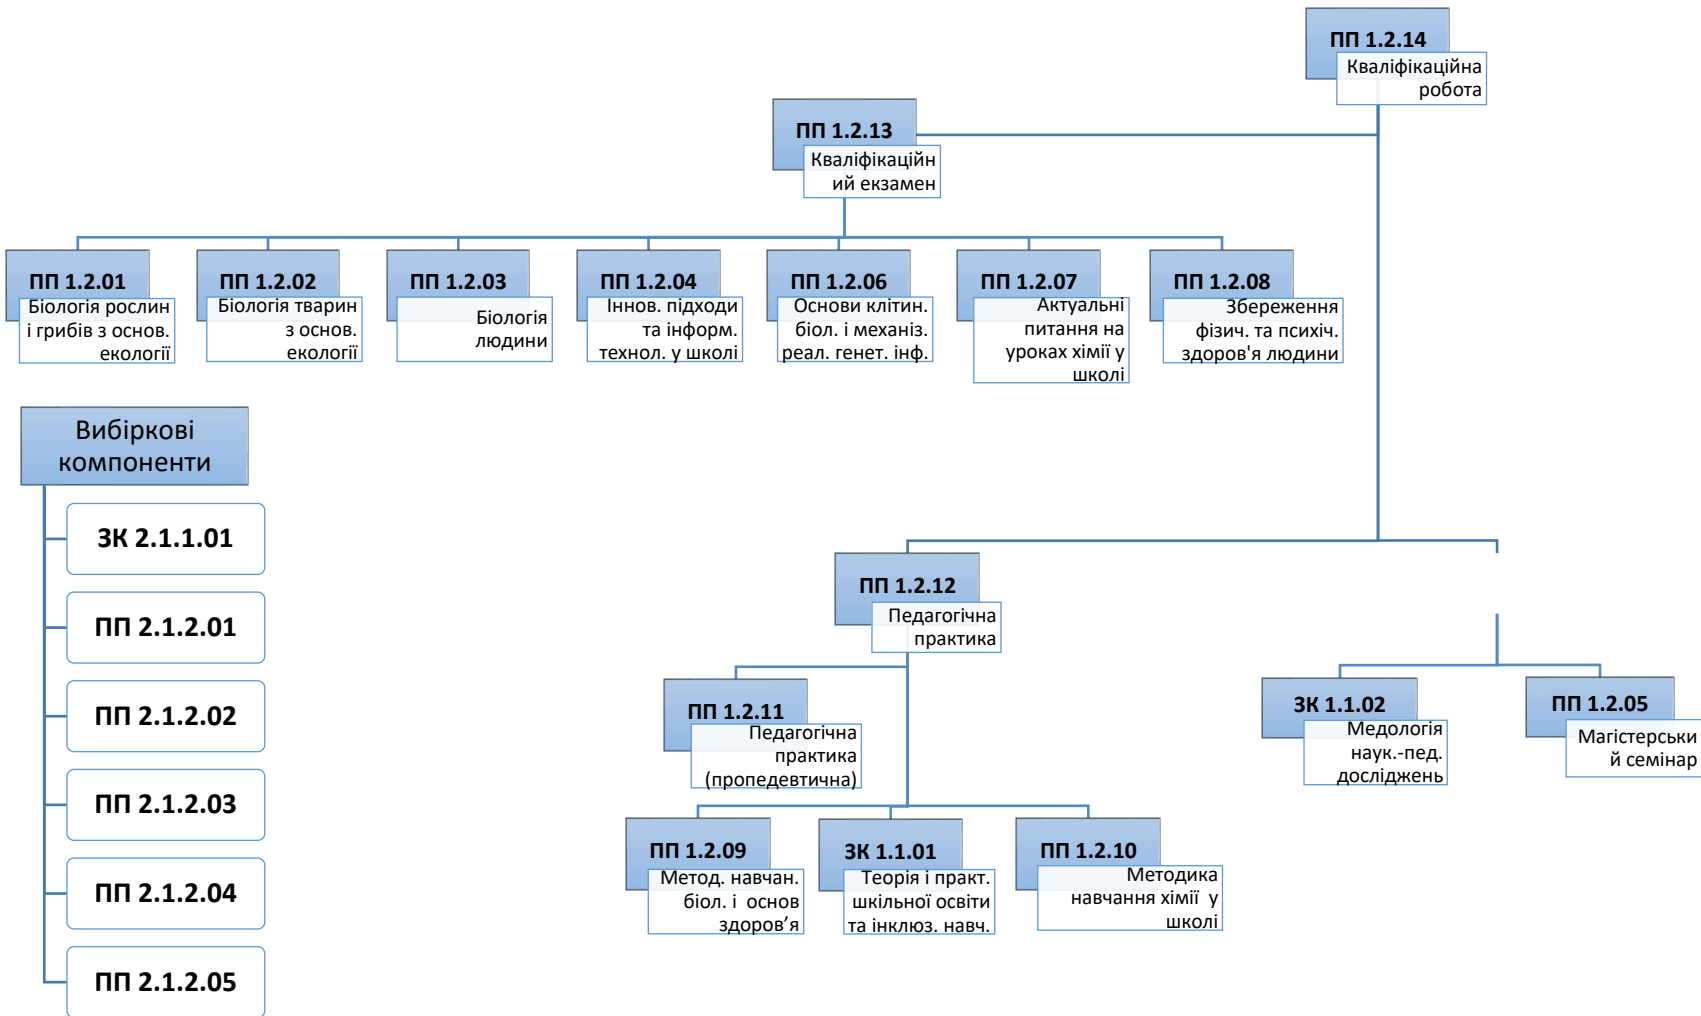 ПП 1.2.14
Кваліфікаційна
робота
ПП 1.2.13
Кваліфікаційн
ий екзамен
ПП 1.2.01
Біологія рослин
і грибів з основ.
екології
ПП 1.2.02
Біологія тварин
з основ.
екології
ПП 1.2.03
Біологія
людини
ПП 1.2.04
Іннов. підходи
та інформ.
технол. у школі
ПП 1.2.06
Основи клітин.
біол. і механіз.
реал. генет. інф.
ПП 1.2.07
Актуальні
питання на
уроках хімії у
школі
ПП 1.2.08
Збереження
фізич. та психіч.
здоров'я людини
Вибіркові
компоненти
ЗК 2.1.1.01
ПП 2.1.2.01
ПП 2.1.2.02
ПП 2.1.2.03
ПП 2.1.2.04
ПП 2.1.2.05
ПП 1.2.12
Педагогічна
практика
ПП 1.2.11
Педагогічна
практика
(пропедевтична)
ЗК 1.1.02
Медологія
наук.-пед.
досліджень
ПП 1.2.05
Магістерськи
й семінар
ПП 1.2.09
Метод. навчан.
біол. і основ
здоров’я
ЗК 1.1.01
Теорія і практ.
шкільної освіти
та інклюз. навч.
ПП 1.2.10
Методика
навчання хімії у
школі